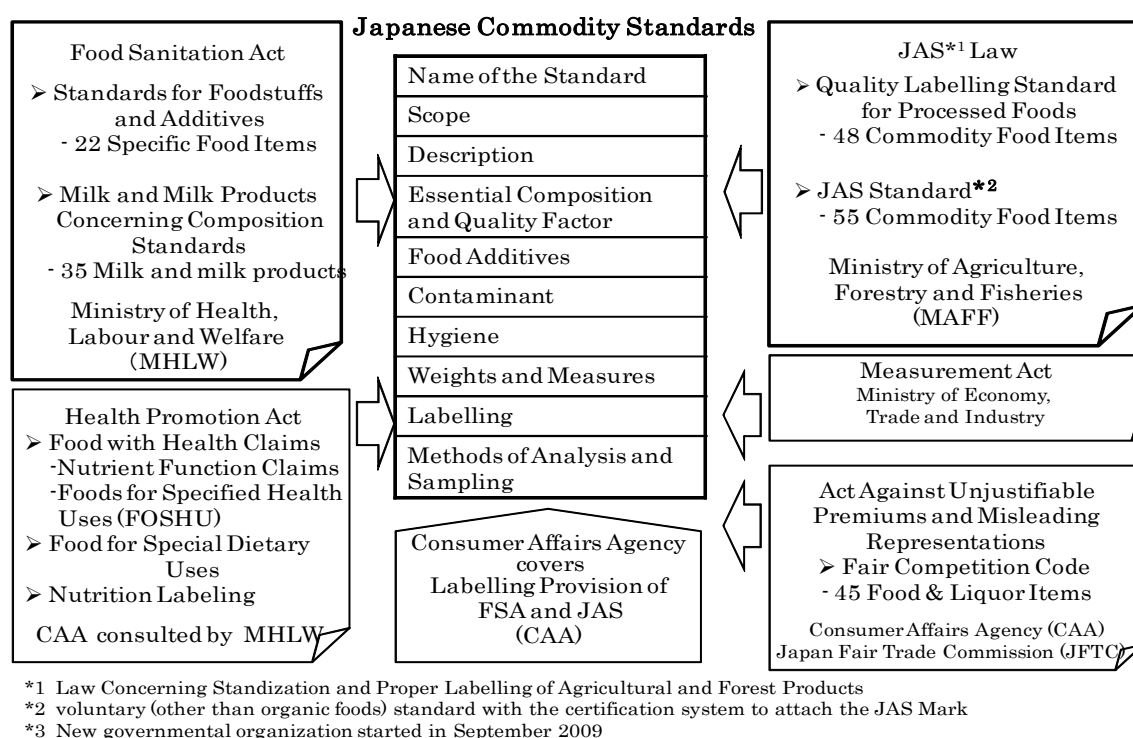 Japanese Commodity Standards
Food Sanitation Act
➢ Standards for Foodstuffs
and Additives
- 22 Specific Food Items
➢ Milk and Milk Products
Concerning Composition
Standards
- 35 Milk and milk products
Ministry of Health,
Labour and Welfare
(MHLW)
Health Promotion Act
➢ Food with Health Claims
-Nutrient Function Claims
-Foods for Specified Health
Uses (FOSHU)
➢ Food for Special Dietary
Uses
➢ Nutrition Labeling
CAA consulted by MHLW
Name of the Standard
Scope
Description
Essential Composition
and Quality Factor
Food Additives
Contaminant
Hygiene
Weights and Measures
Labelling
Methods of Analysis and
Sampling
Consumer Affairs Agency
covers
Labelling Provision of
FSA and JAS
(CAA)
JAS*1 Law
➢ Quality Labelling Standard
for Processed Foods
- 48 Commodity Food Items
➢ JAS Standard*2
- 55 Commodity Food Items
Ministry of Agriculture,
Forestry and Fisheries
(MAFF)
Measurement Act
Ministry of Economy,
Trade and Industry
Act Against Unjustifiable
Premiums and Misleading
Representations
➢ Fair Competition Code
- 45 Food & Liquor Items
Consumer Affairs Agency (CAA)
Japan Fair Trade Commission (JFTC)
*1 Law Concerning Standization and Proper Labelling of Agricultural and Forest Products
*2 voluntary (other than organic foods) standard with the certification system to attach the JAS Mark
*3 New governmental organization started in September 2009